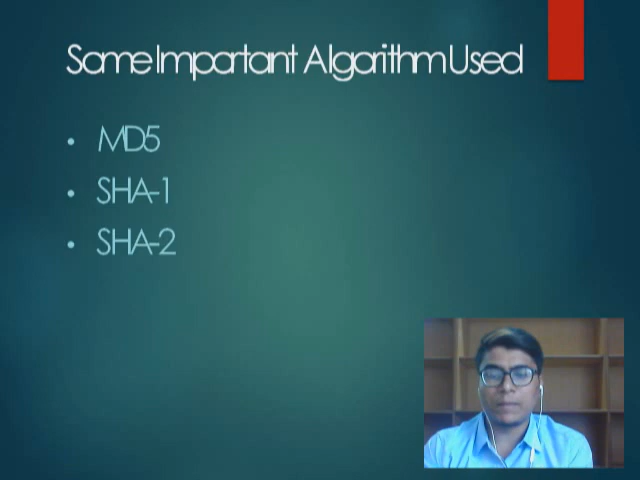 Some Important Algorithm Used
• MD5
• SHA-1
• SHA-2